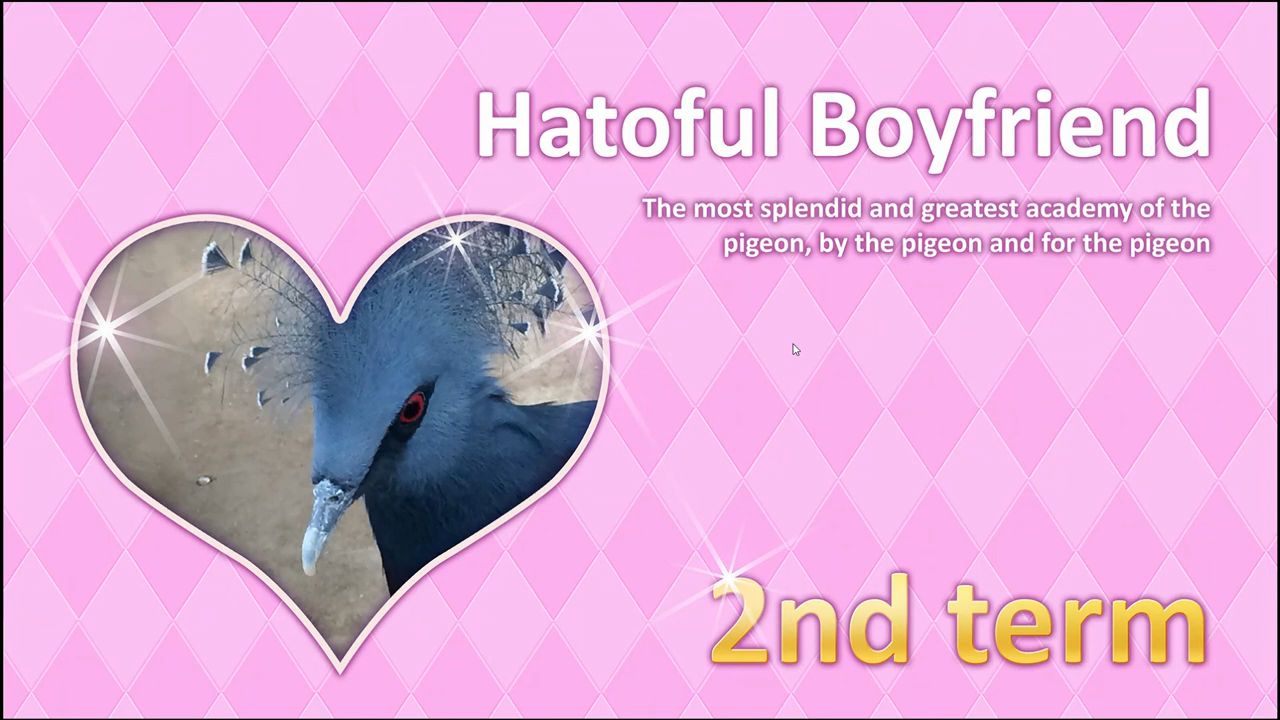 Hatoful Boyfriend
The most splendid and greatest academy of the
pigeon, by the pigeon and for the pigeon
2nd term